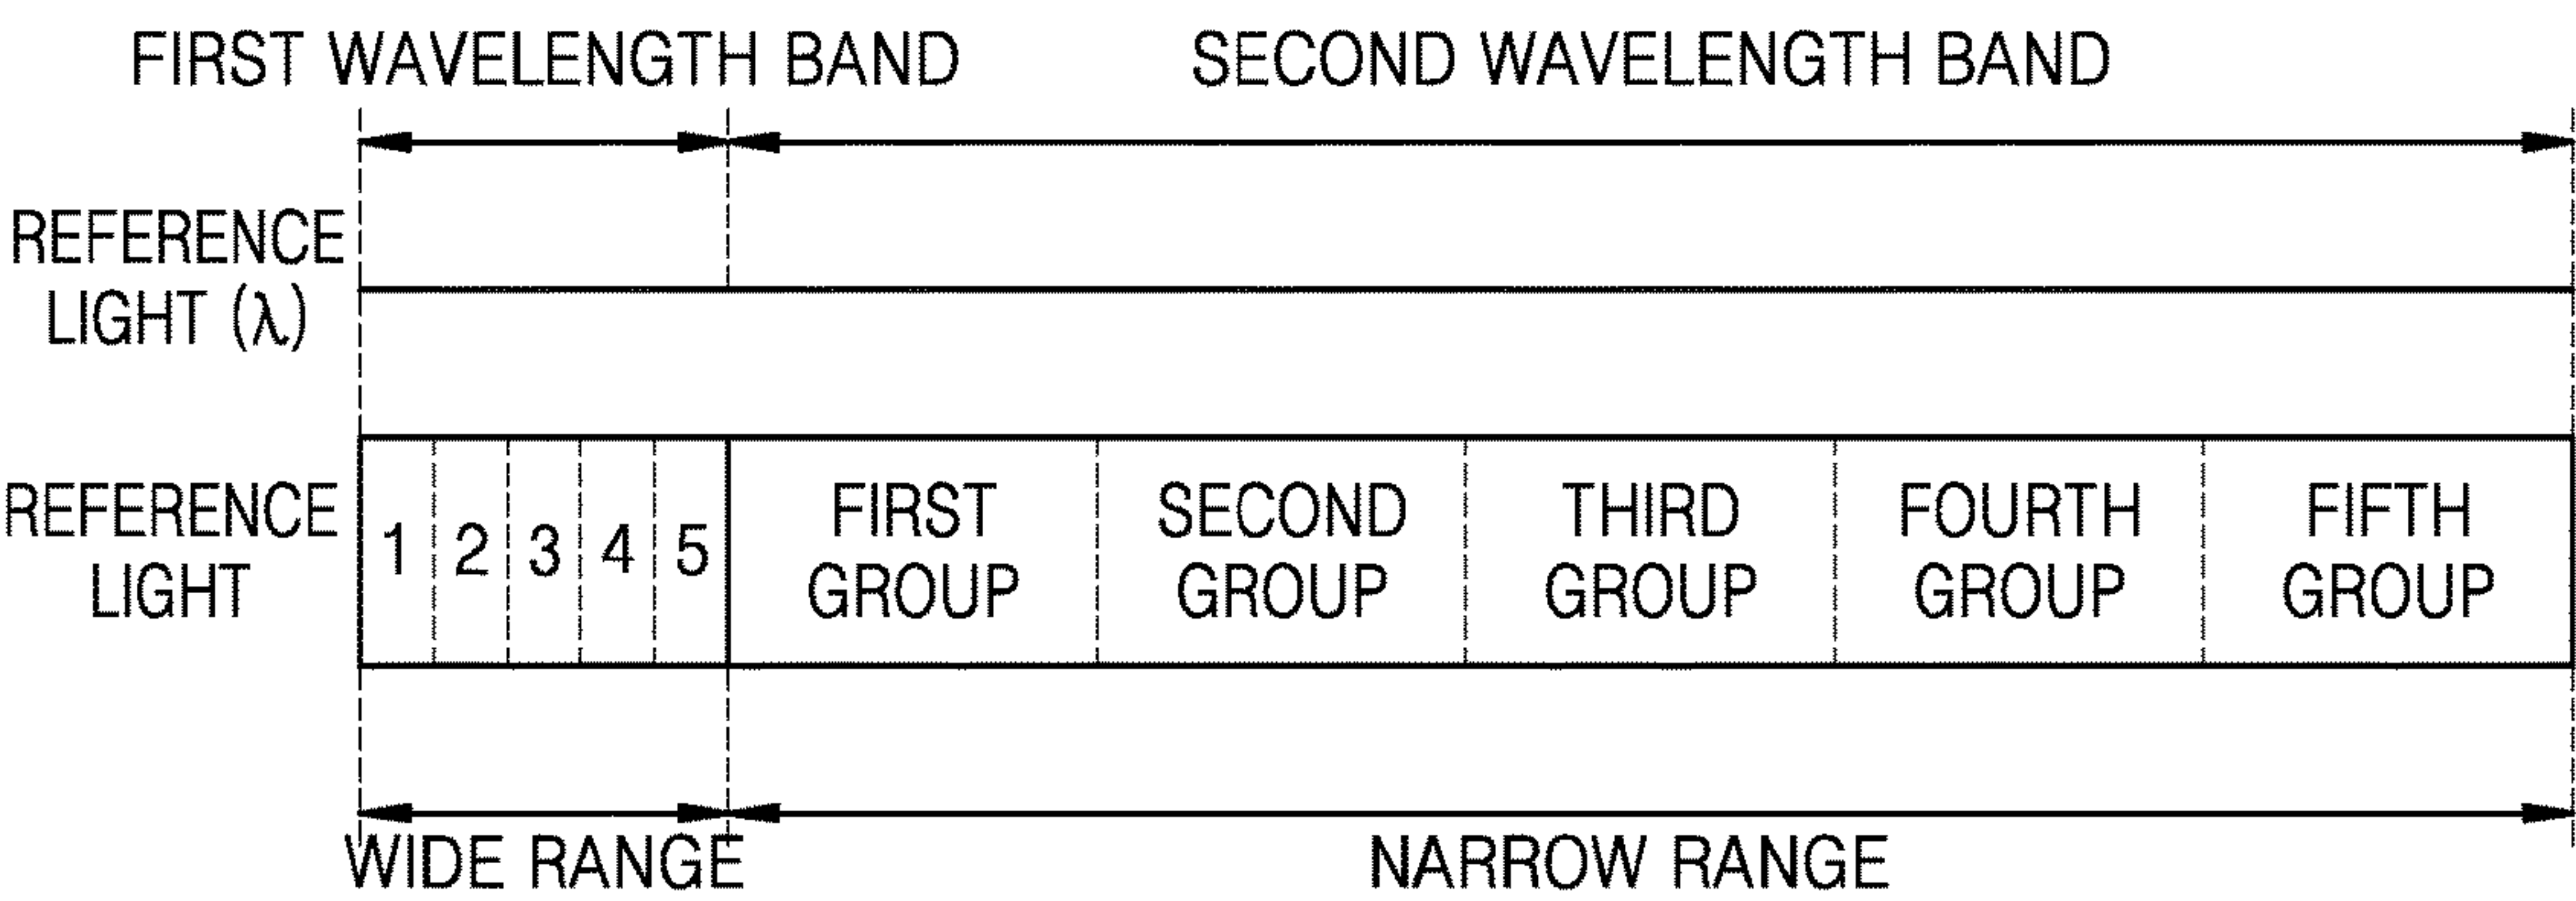 FIRST WAVELENGTH BAND
SECOND WAVELENGTH BAND
REFERENCE
LIGHT (λ)
REFERENCE
LIGHT
1 2 3 4 5
FIRST
GROUP
SECOND
GROUP
THIRD
GROUP
FOURTH
GROUP
FIFTH
GROUP
WIDE RANGE
NARROW RANGE